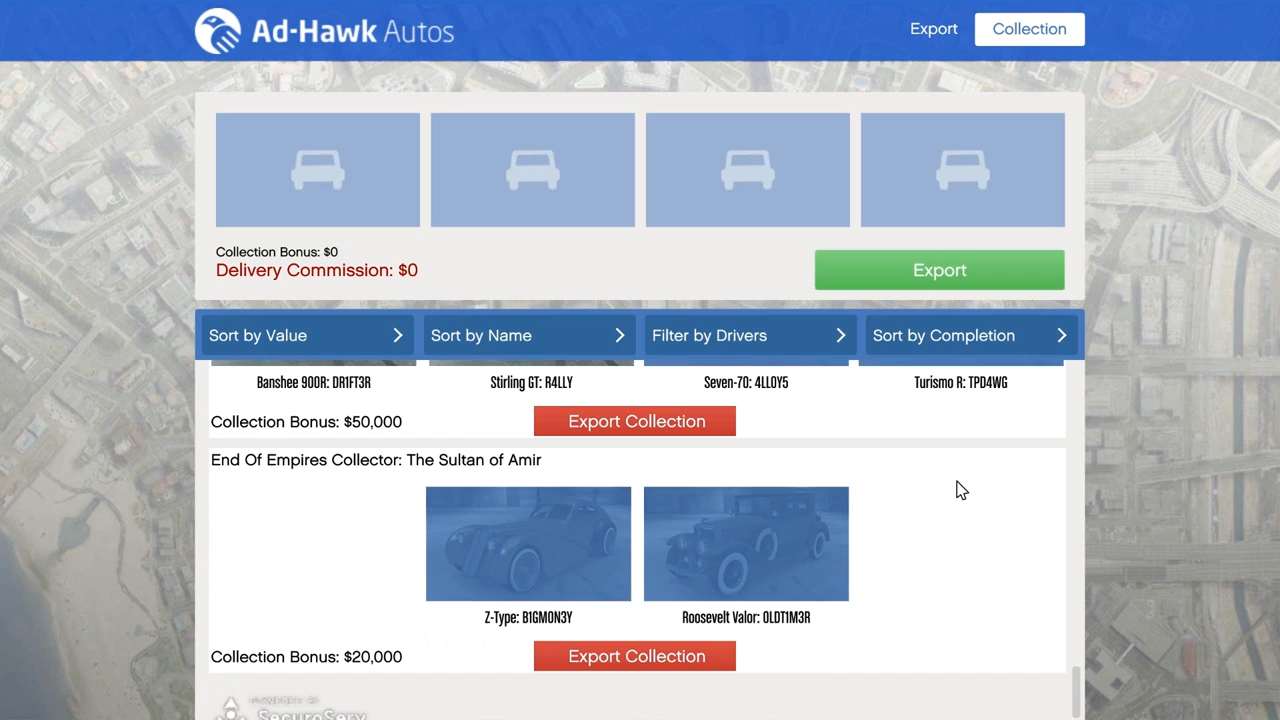 Ad-Hawk Autos
Export
Collection
Collection Bonus: $0
Delivery Commission: $0
Export
Sort by Value
Sort by Name
Filter by Drivers
Sort by Completion
Banshee 900R: DR1FT3R
Stirling GT: R4LLY
Seven-70: 4LL0Y5
Turismo R: TPD4WG
Collection Bonus: $50,000
Export Collection
End Of Empires Collector: The Sultan of Amir
Z-Type: B1GM0N3Y
Roosevelt Valor: 0LDT1M3R
Collection Bonus: $20,000
Export Collection
SecuroServ